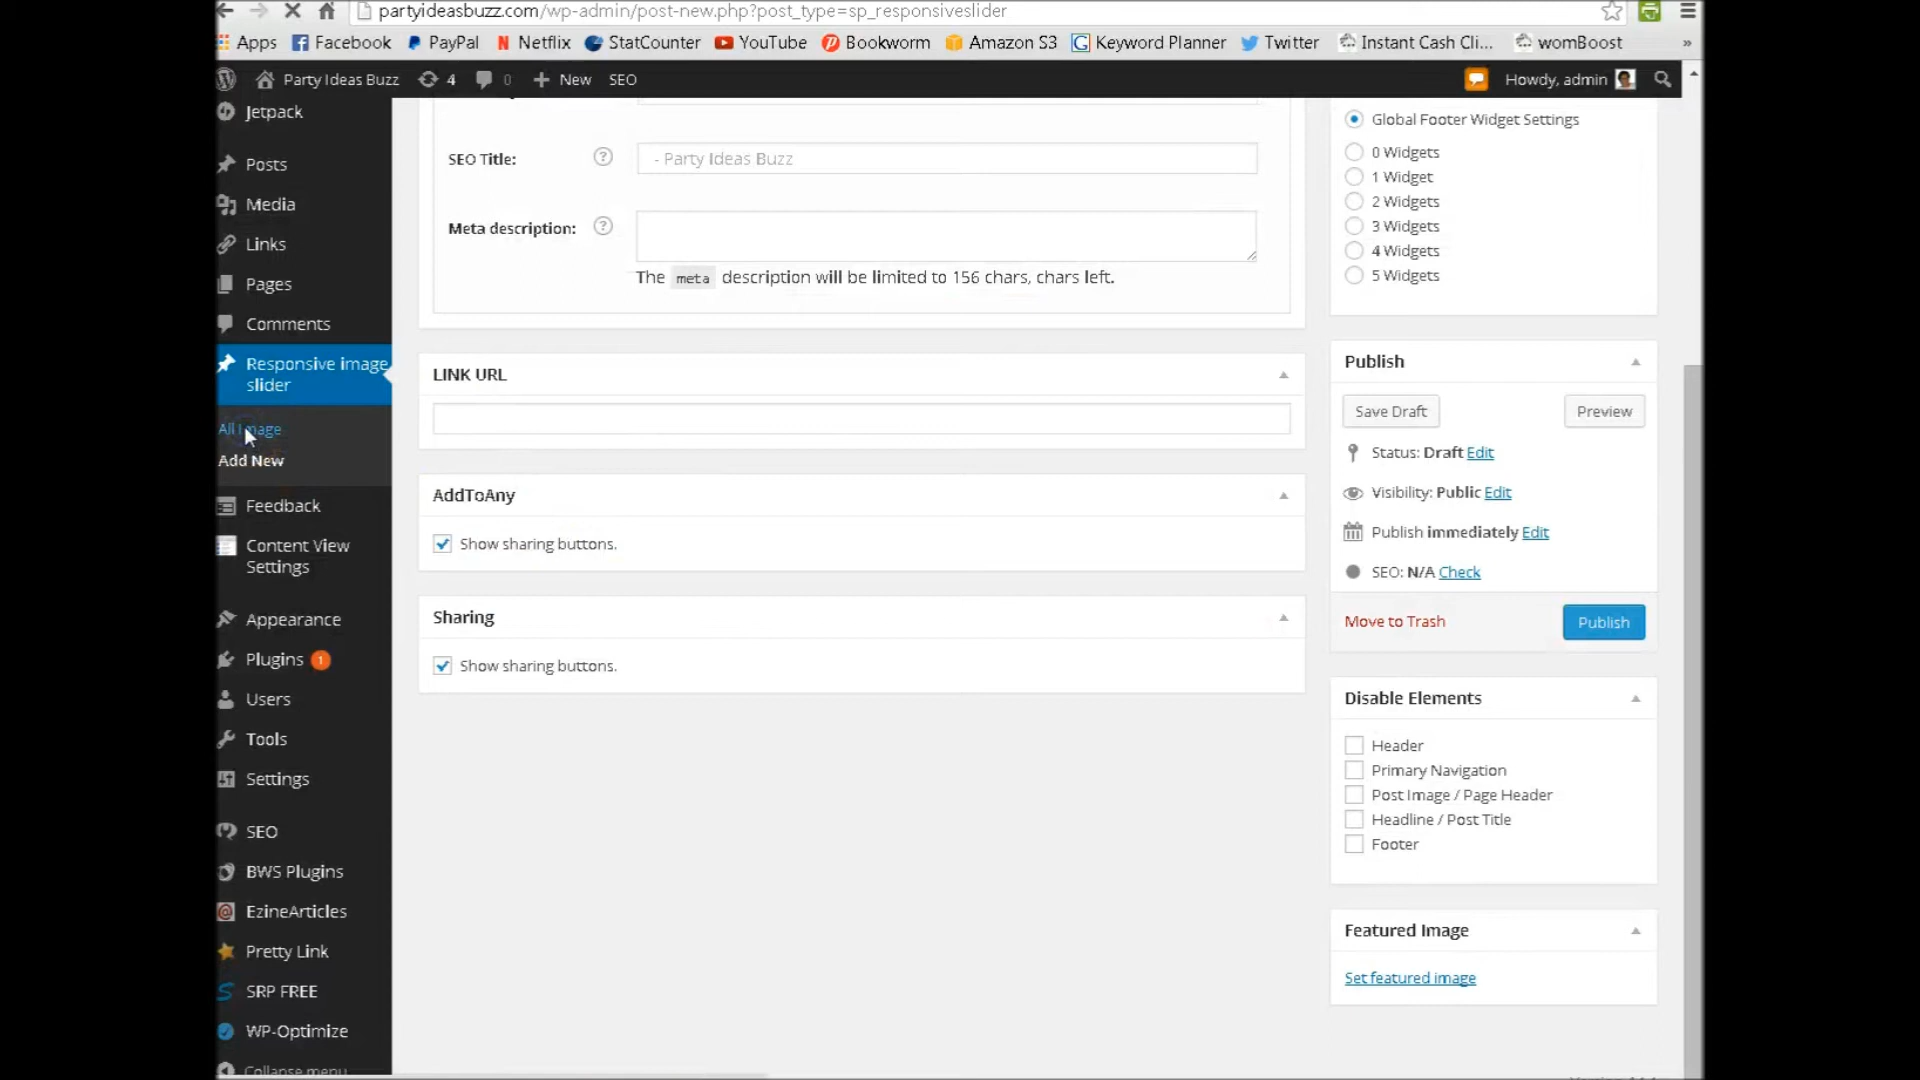 partyideasbuzz.com/wp-admin/post-new.php?post_type=sp_responsiveslider
Apps Facebook PayPal Netflix StatCounter YouTube Bookworm Amazon S3 Keyword Planner Twitter Instant Cash Cli... womBoost »
Party Ideas Buzz 4 0 New SEO Howdy, admin
Jetpack
Posts
Media
Links
Pages
Comments
Responsive image
slider
All Image
Add New
Feedback
Content View
Settings
Appearance
Plugins 1
Users
Tools
Settings
SEO
BWS Plugins
EzineArticles
Pretty Link
SRP FREE
WP-Optimize
Collapse menu
SEO Title: ? - Party Ideas Buzz
Meta description: ?
The meta description will be limited to 156 chars, chars left.
LINK URL
AddToAny
Show sharing buttons.
Sharing
Show sharing buttons.
Global Footer Widget Settings
0 Widgets
1 Widget
2 Widgets
3 Widgets
4 Widgets
5 Widgets
Publish
Save Draft Preview
Status: Draft Edit
Visibility: Public Edit
Publish immediately Edit
SEO: N/A Check
Move to Trash Publish
Disable Elements
Header
Primary Navigation
Post Image / Page Header
Headline / Post Title
Footer
Featured Image
Set featured image